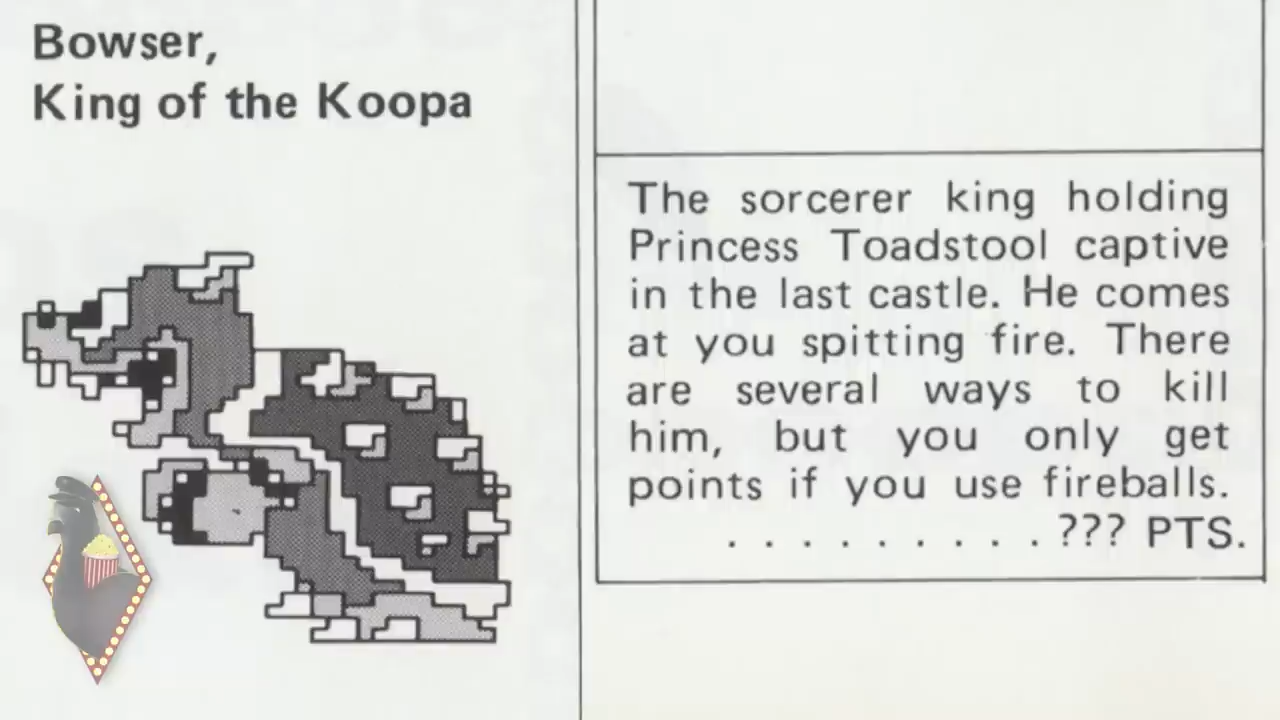 Bowser,
King of the Koopa
The sorcerer king holding
Princess Toadstool captive
in the last castle. He comes
at you spitting fire. There
are several ways to kill
him, but you only get
points if you use fireballs.
. . . . . . . . . . ??? PTS.